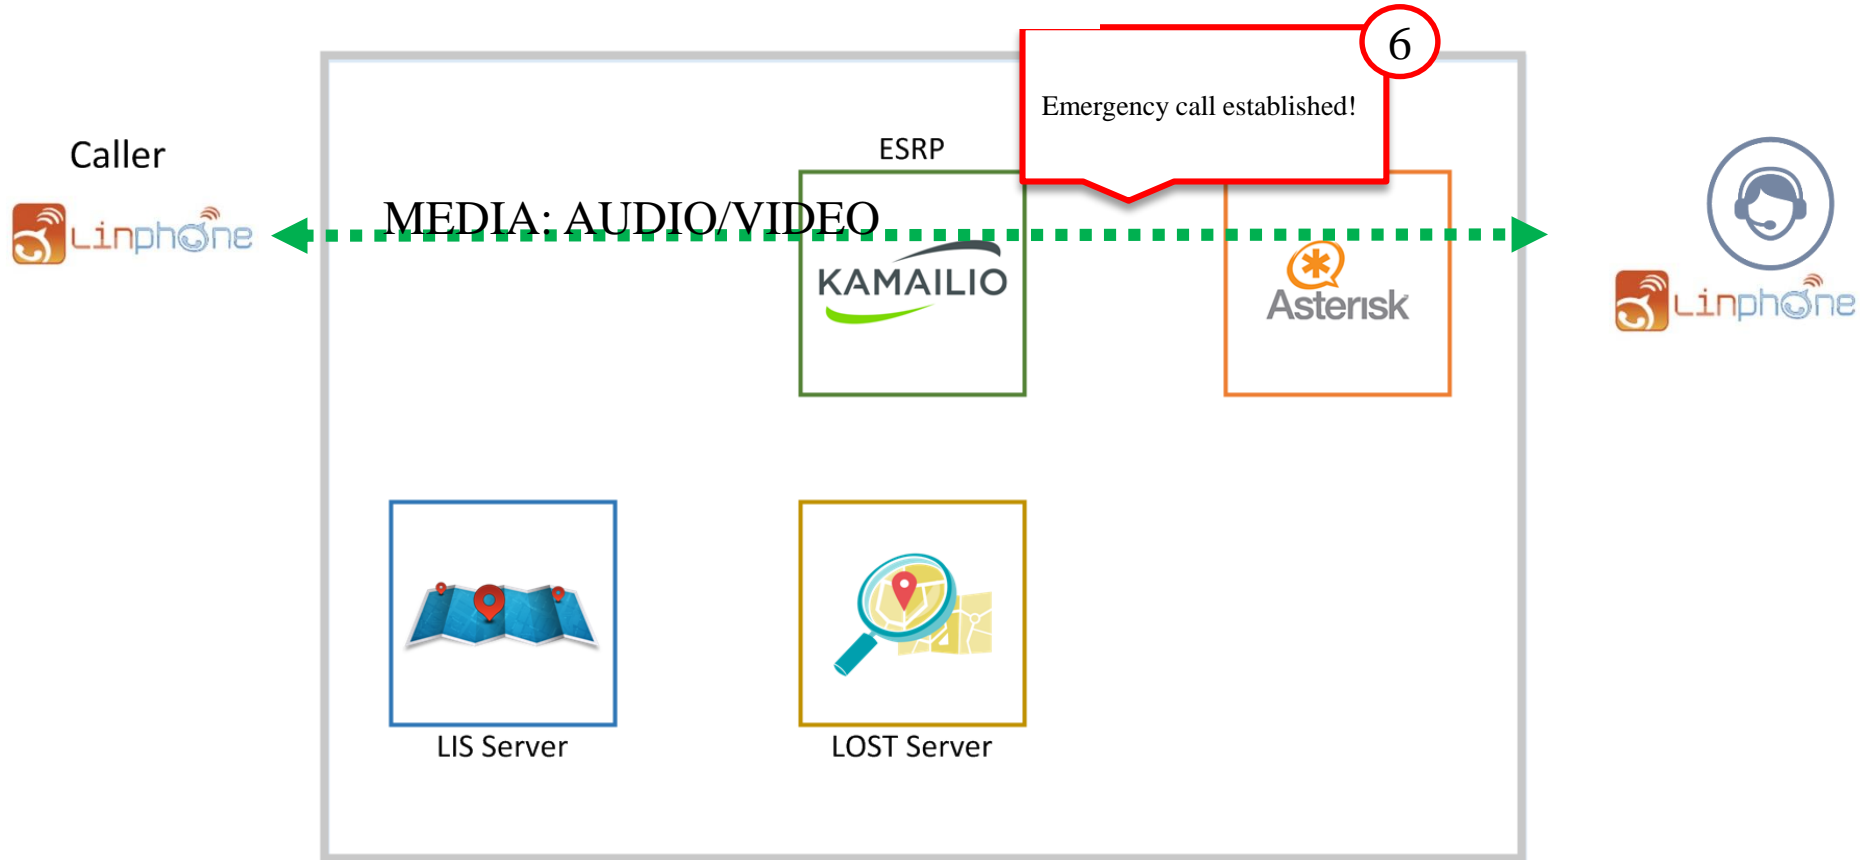 6
Emergency call established!
Caller
ESRP
MEDIA: AUDIO/VIDEO
Linphone
KAMAILIO
Asterisk
Linphone
LIS Server
LOST Server